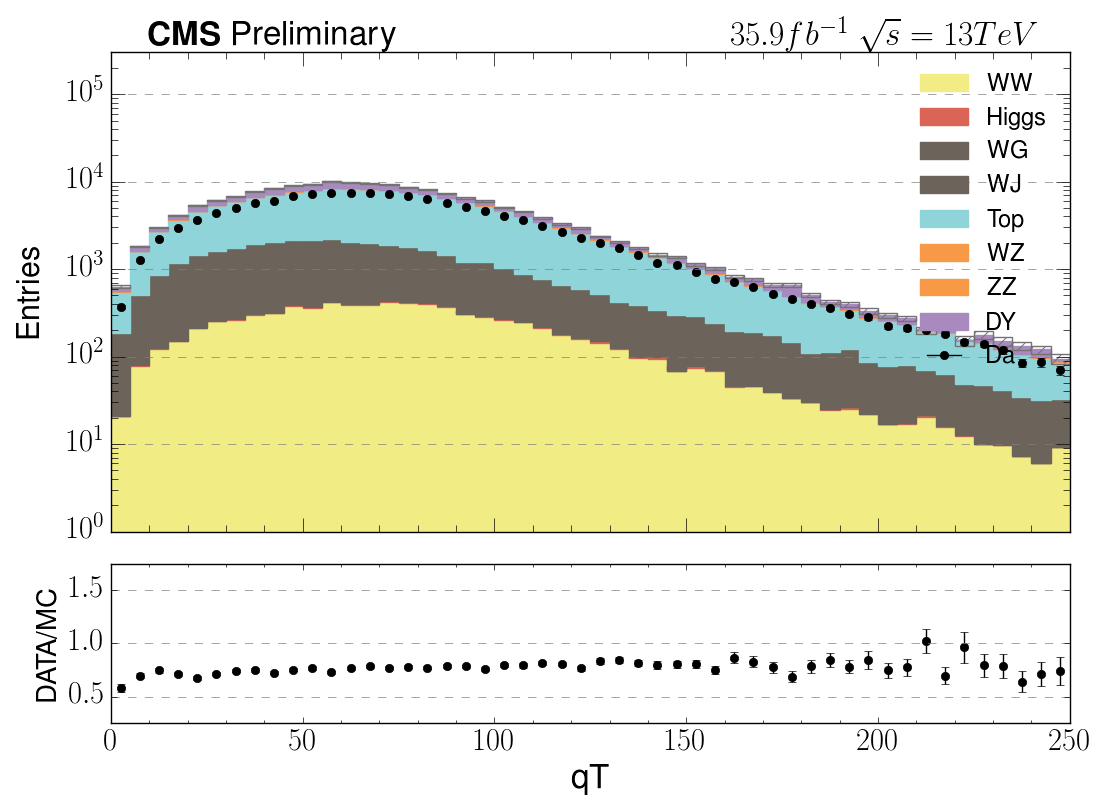 CMS Preliminary
35.9fb⁻¹ √s = 13TeV
Entries
10⁵
10⁴
10³
10²
10¹
10⁰
WW
Higgs
WG
WJ
Top
WZ
ZZ
DY
Da
DATA/MC
1.5
1.0
0.5
0 50 100 150 200 250
qT